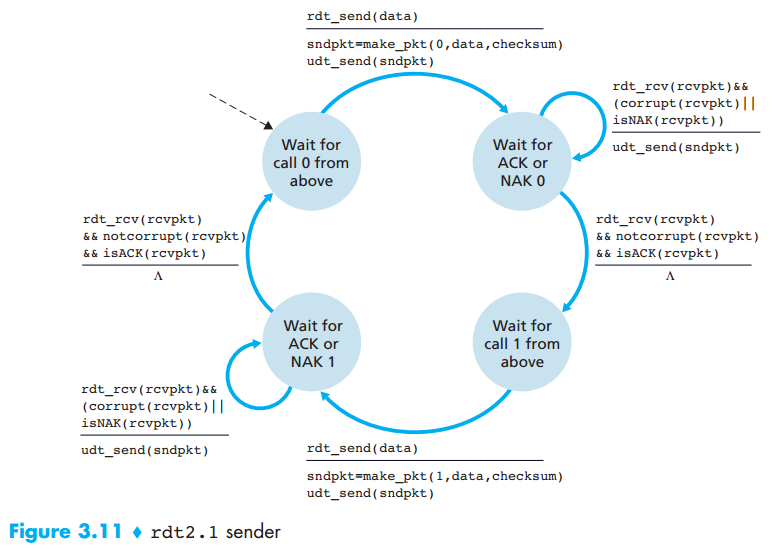 rdt_send(data)
sndpkt=make_pkt(0,data,checksum)
udt_send(sndpkt)
rdt_rcv(rcvpkt)&&
(corrupt(rcvpkt)||
isNAK(rcvpkt))
udt_send(sndpkt)
Wait for
call 0 from
above
Wait for
ACK or
NAK 0
rdt_rcv(rcvpkt)
&& notcorrupt(rcvpkt)
&& isACK(rcvpkt)
Λ
rdt_rcv(rcvpkt)
&& notcorrupt(rcvpkt)
&& isACK(rcvpkt)
Λ
Wait for
ACK or
NAK 1
Wait for
call 1 from
above
rdt_rcv(rcvpkt)&&
(corrupt(rcvpkt)||
isNAK(rcvpkt))
udt_send(sndpkt)
rdt_send(data)
sndpkt=make_pkt(1,data,checksum)
udt_send(sndpkt)
Figure 3.11 ♦ rdt2.1 sender